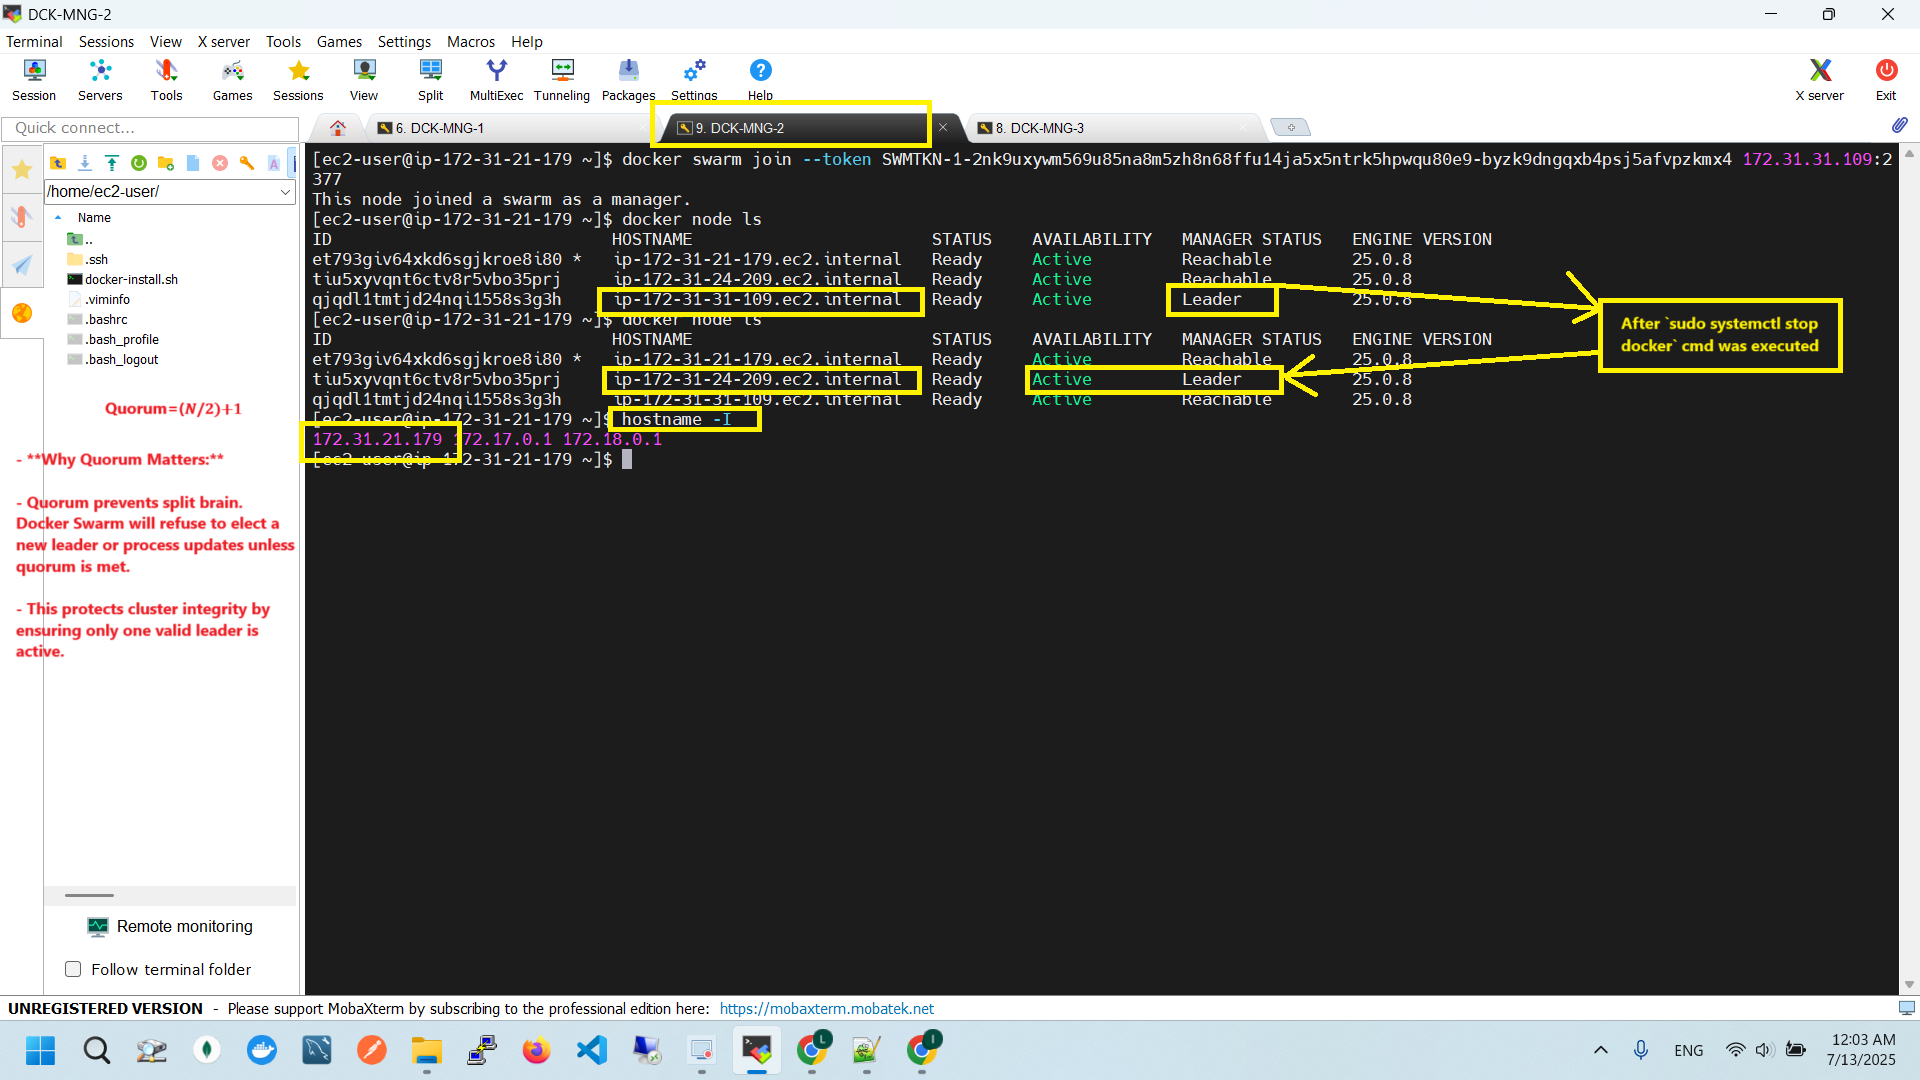 DCK-MNG-2
Terminal Sessions View X server Tools Games Settings Macros Help
Session Servers Tools Games Sessions View Split MultiExec Tunneling Packages Settings Help X server Exit
Quick connect...
6. DCK-MNG-1
9. DCK-MNG-2
8. DCK-MNG-3
/home/ec2-user/
Name
..
.ssh
docker-install.sh
.viminfo
.bashrc
.bash_profile
.bash_logout
Quorum=(N/2)+1
- **Why Quorum Matters:**
- Quorum prevents split brain.
Docker Swarm will refuse to elect a
new leader or process updates unless
quorum is met.
- This protects cluster integrity by
ensuring only one valid leader is
active.
Remote monitoring
Follow terminal folder
[ec2-user@ip-172-31-21-179 ~]$ docker swarm join --token SWMTKN-1-2nk9uxywm569u85na8m5zh8n68ffu14ja5x5ntrk5hpwqu80e9-byzk9dngqxb4psj5afvpzkmx4 172.31.31.109:2
377
This node joined a swarm as a manager.
[ec2-user@ip-172-31-21-179 ~]$ docker node ls
ID HOSTNAME STATUS AVAILABILITY MANAGER STATUS ENGINE VERSION
et793giv64xkd6sgjkroe8i80 * ip-172-31-21-179.ec2.internal Ready Active Reachable 25.0.8
tiu5xyvqnt6ctv8r5vbo35prj ip-172-31-24-209.ec2.internal Ready Active Reachable 25.0.8
qjqdl1tmtjd24nqi1558s3g3h ip-172-31-31-109.ec2.internal Ready Active Leader 25.0.8
[ec2-user@ip-172-31-21-179 ~]$ docker node ls
ID HOSTNAME STATUS AVAILABILITY MANAGER STATUS ENGINE VERSION
et793giv64xkd6sgjkroe8i80 * ip-172-31-21-179.ec2.internal Ready Active Reachable 25.0.8
tiu5xyvqnt6ctv8r5vbo35prj ip-172-31-24-209.ec2.internal Ready Active Leader 25.0.8
qjqdl1tmtjd24nqi1558s3g3h ip-172-31-31-109.ec2.internal Ready Active Reachable 25.0.8
[ec2-user@ip-172-31-21-179 ~]$ hostname -I
172.31.21.179 172.17.0.1 172.18.0.1
[ec2-user@ip-172-31-21-179 ~]$
After `sudo systemctl stop
docker` cmd was executed
UNREGISTERED VERSION - Please support MobaXterm by subscribing to the professional edition here: https://mobaxterm.mobatek.net
L
I
ENG
12:03 AM
7/13/2025